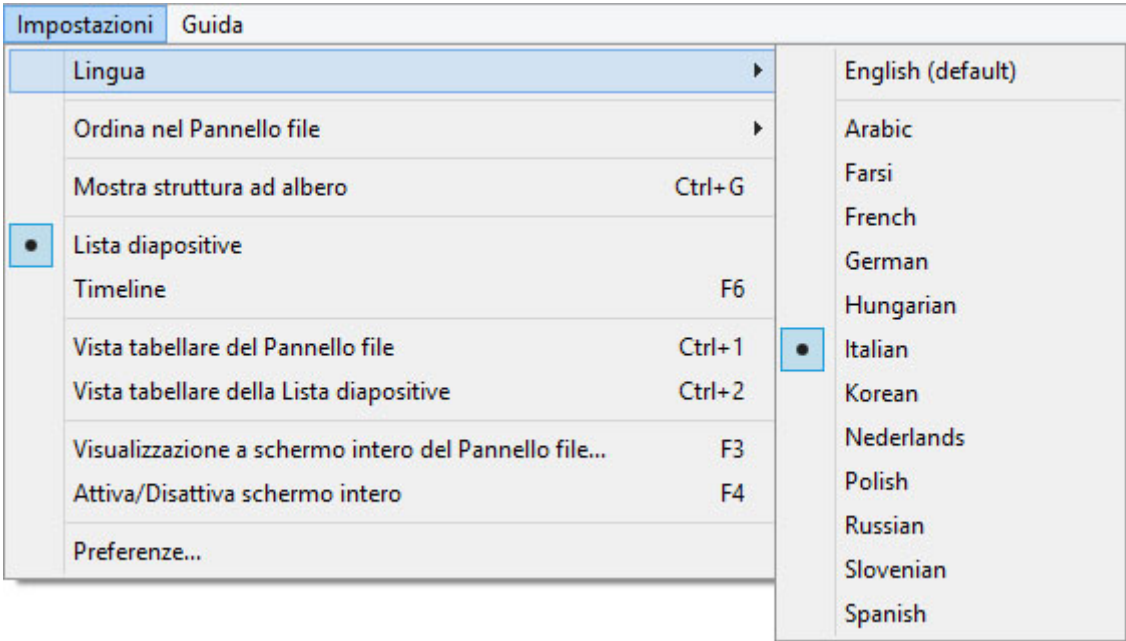 Impostazioni Guida
Lingua
Ordina nel Pannello file
Mostra struttura ad albero Ctrl+G
Lista diapositive
Timeline F6
Vista tabellare del Pannello file Ctrl+1
Vista tabellare della Lista diapositive Ctrl+2
Visualizzazione a schermo intero del Pannello file... F3
Attiva/Disattiva schermo intero F4
Preferenze...
English (default)
Arabic
Farsi
French
German
Hungarian
Italian
Korean
Nederlands
Polish
Russian
Slovenian
Spanish